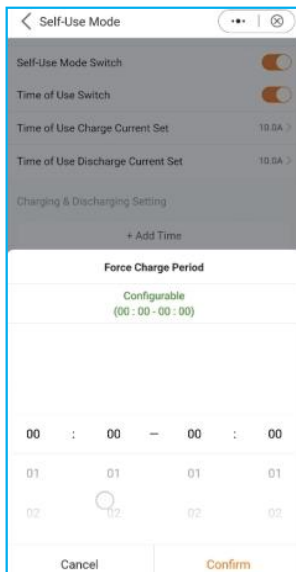 Self-Use Mode
Self-Use Mode Switch
Time of Use Switch
Time of Use Charge Current Set 10.0A
Time of Use Discharge Current Set 10.0A
Charging & Discharging Setting
+ Add Time
Force Charge Period
Configurable
(00 : 00 - 00 : 00)
00 : 00 – 00 : 00
01 01 01 01
02 02 02 02
Cancel Confirm